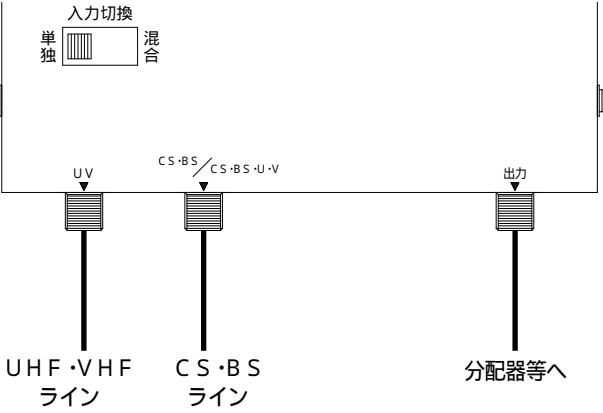 入力切換
単独
混合
UV
CS・BS／CS・BS・U・V
出力
UHF・VHF
ライン
CS・BS
ライン
分配器等へ